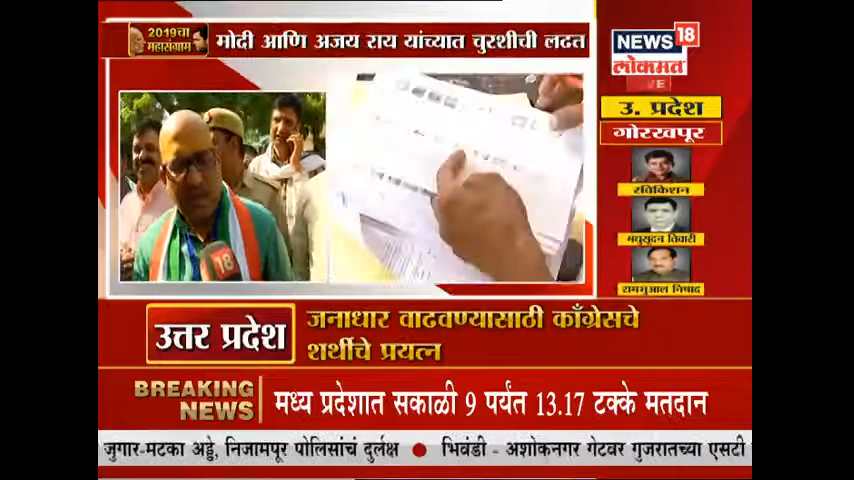 2019चा
महासंग्राम
मोदी आणि अजय राय यांच्यात चुरशीची लढत
NEWS 18
लोकमत
उ. प्रदेश
गोरखपूर
रविकिशन
मधुसूदन तिवारी
रामभुआल निषाद
18
उत्तर प्रदेश
जनाधार वाढवण्यासाठी काँग्रेसचे
शर्थीचे प्रयत्न
BREAKING
NEWS
मध्य प्रदेशात सकाळी 9 पर्यंत 13.17 टक्के मतदान
जुगार-मटका अड्डे, निजामपूर पोलिसांचं दुर्लक्ष ● भिवंडी - अशोकनगर गेटवर गुजरातच्या एसटी